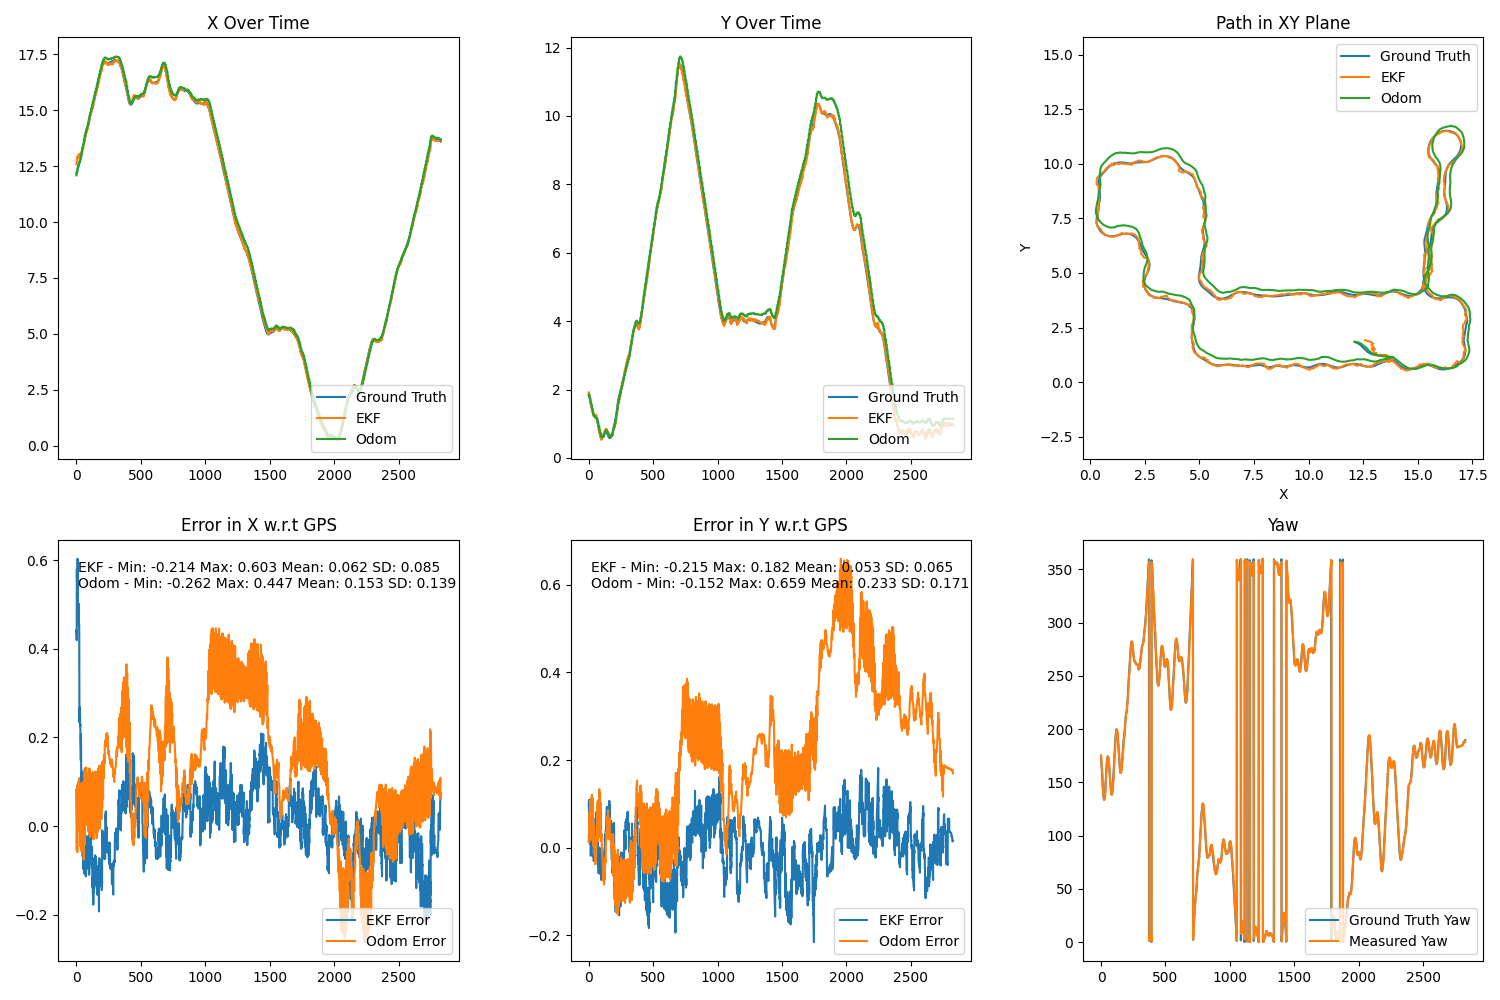 X Over Time
17.5
15.0
12.5
10.0
7.5
5.0
2.5
0.0
0 500 1000 1500 2000 2500
Ground Truth
EKF
Odom
Y Over Time
12
10
8
6
4
2
0
0 500 1000 1500 2000 2500
Ground Truth
EKF
Odom
Path in XY Plane
15.0
12.5
10.0
7.5
5.0
2.5
0.0
−2.5
Y
0.0 2.5 5.0 7.5 10.0 12.5 15.0 17.5
X
Ground Truth
EKF
Odom
Error in X w.r.t GPS
EKF - Min: -0.214 Max: 0.603 Mean: 0.062 SD: 0.085
Odom - Min: -0.262 Max: 0.447 Mean: 0.153 SD: 0.139
0.6
0.4
0.2
0.0
−0.2
0 500 1000 1500 2000 2500
EKF Error
Odom Error
Error in Y w.r.t GPS
EKF - Min: -0.215 Max: 0.182 Mean: 0.053 SD: 0.065
Odom - Min: -0.152 Max: 0.659 Mean: 0.233 SD: 0.171
0.6
0.4
0.2
0.0
−0.2
0 500 1000 1500 2000 2500
EKF Error
Odom Error
Yaw
350
300
250
200
150
100
50
0
0 500 1000 1500 2000 2500
Ground Truth Yaw
Measured Yaw